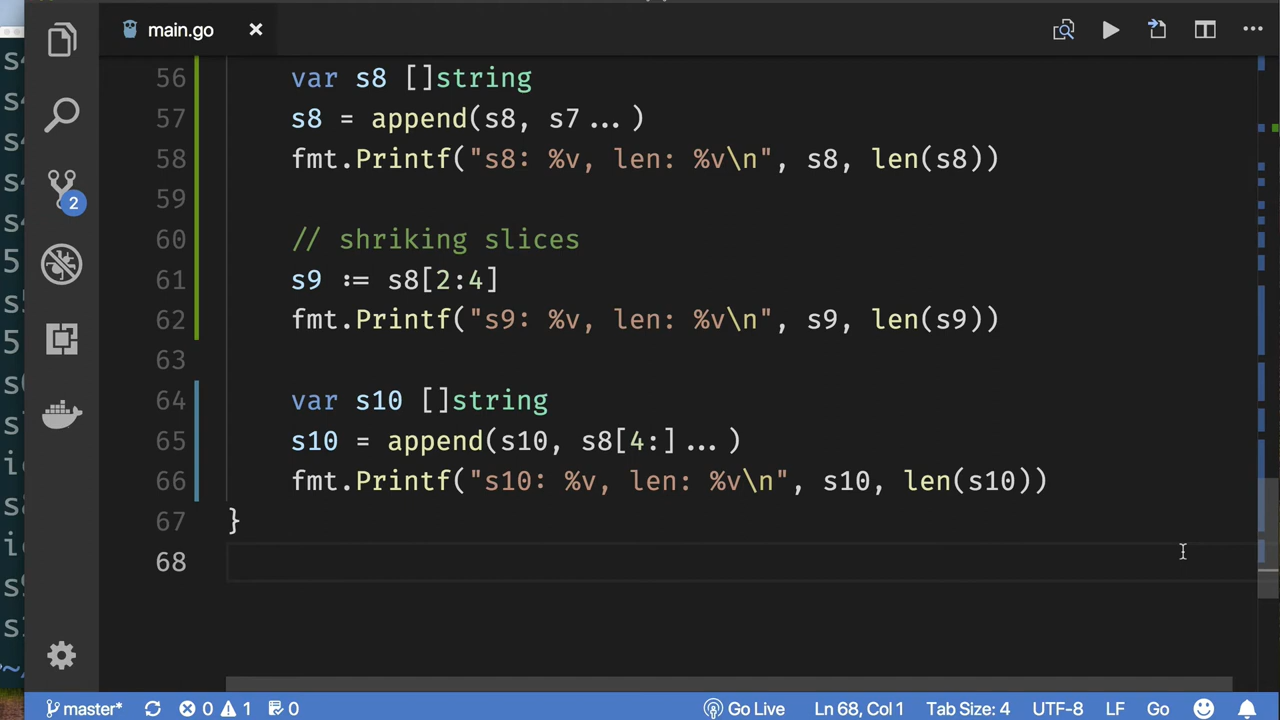 main.go
56 var s8 []string
57 s8 = append(s8, s7...)
58 fmt.Printf("s8: %v, len: %v\n", s8, len(s8))
59
60 // shriking slices
61 s9 := s8[2:4]
62 fmt.Printf("s9: %v, len: %v\n", s9, len(s9))
63
64 var s10 []string
65 s10 = append(s10, s8[4:]...)
66 fmt.Printf("s10: %v, len: %v\n", s10, len(s10))
67 }
68
2
master* 0 1 0 Go Live Ln 68, Col 1 Tab Size: 4 UTF-8 LF Go